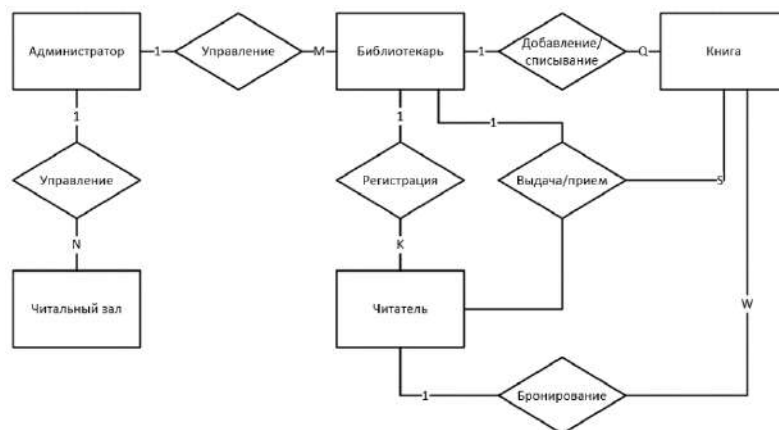 Администратор
1
Управление
M
Библиотекарь
1
Добавление/
списывание
Q
Книга
1
1
1
Управление
Регистрация
Выдача/прием
S
N
K
Читальный зал
Читатель
W
1
Бронирование